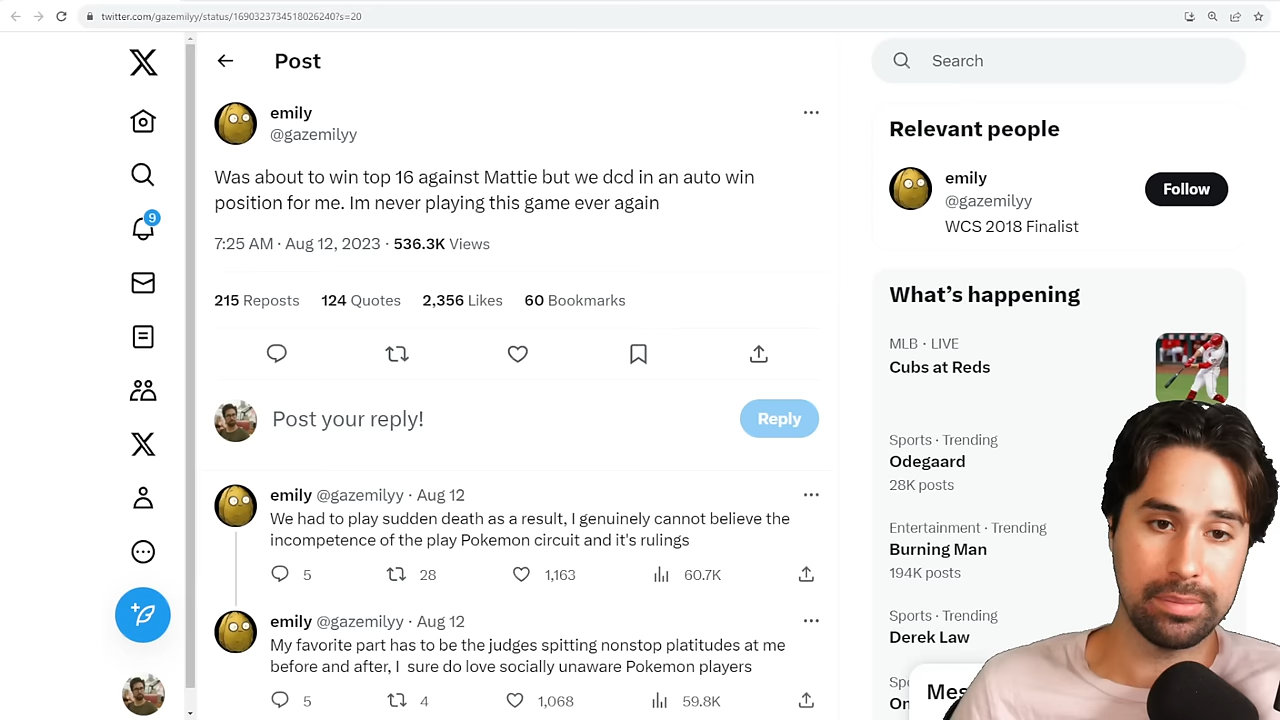 twitter.com/gazemilyy/status/1690323734518026240?s=20
Post
Search
emily
@gazemilyy
Was about to win top 16 against Mattie but we dcd in an auto win
position for me. Im never playing this game ever again
7:25 AM · Aug 12, 2023 · 536.3K Views
215 Reposts 124 Quotes 2,356 Likes 60 Bookmarks
Post your reply!
Reply
emily @gazemilyy · Aug 12
We had to play sudden death as a result, I genuinely cannot believe the
incompetence of the play Pokemon circuit and it's rulings
5 28 1,163 60.7K
emily @gazemilyy · Aug 12
My favorite part has to be the judges spitting nonstop platitudes at me
before and after, I sure do love socially unaware Pokemon players
5 4 1,068 59.8K
9
Relevant people
emily
@gazemilyy
Follow
WCS 2018 Finalist
What's happening
MLB · LIVE
Cubs at Reds
Sports · Trending
Odegaard
28K posts
Entertainment · Trending
Burning Man
194K posts
Sports · Trending
Derek Law